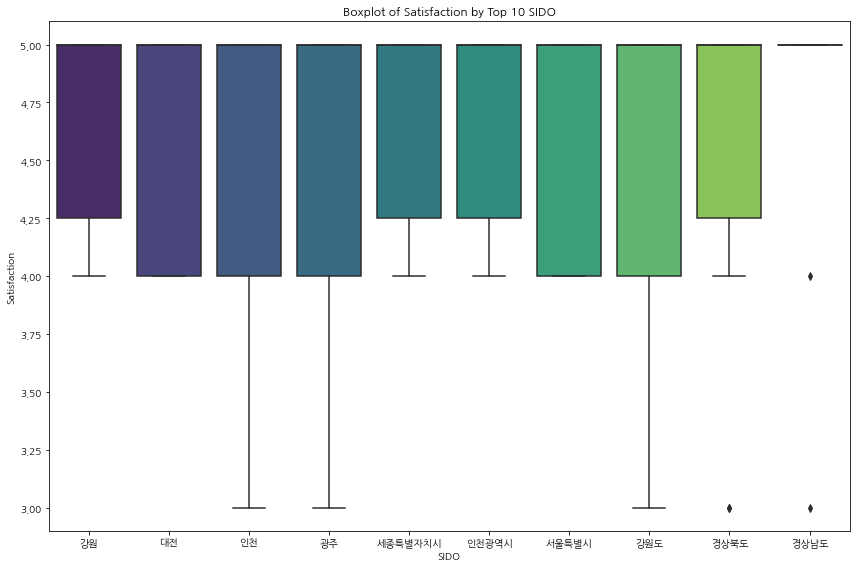 Boxplot of Satisfaction by Top 10 SIDO
Satisfaction
5.00
4.75
4.50
4.25
4.00
3.75
3.50
3.25
3.00
강원 대전 인천 광주 세종특별자치시 인천광역시 서울특별시 강원도 경상북도 경상남도
SIDO